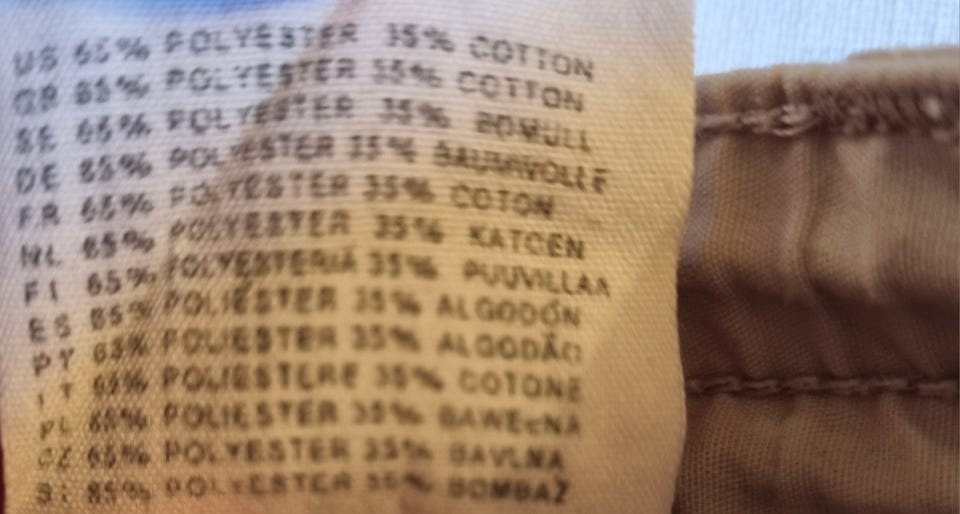 US 65% POLYESTER 35% COTTON
GR 65% POLYESTER 35% COTTON
SE 65% POLYESTER 35% BOMULL
DE 65% POLYESTER 35% BAUMWOLLE
FR 65% POLYESTER 35% COTON
NL 65% POLYESTER 35% KATOEN
FI 65% POLYESTERIÄ 35% PUUVILLAA
ES 65% POLIÉSTER 35% ALGODÓN
PT 65% POLIÉSTER 35% ALGODÃO
IT 65% POLIESTERE 35% COTONE
PL 65% POLIESTER 35% BAWEŁNA
CZ 65% POLYESTER 35% BAVLNA
SI 65% POLYESTER 35% BOMBAŽ